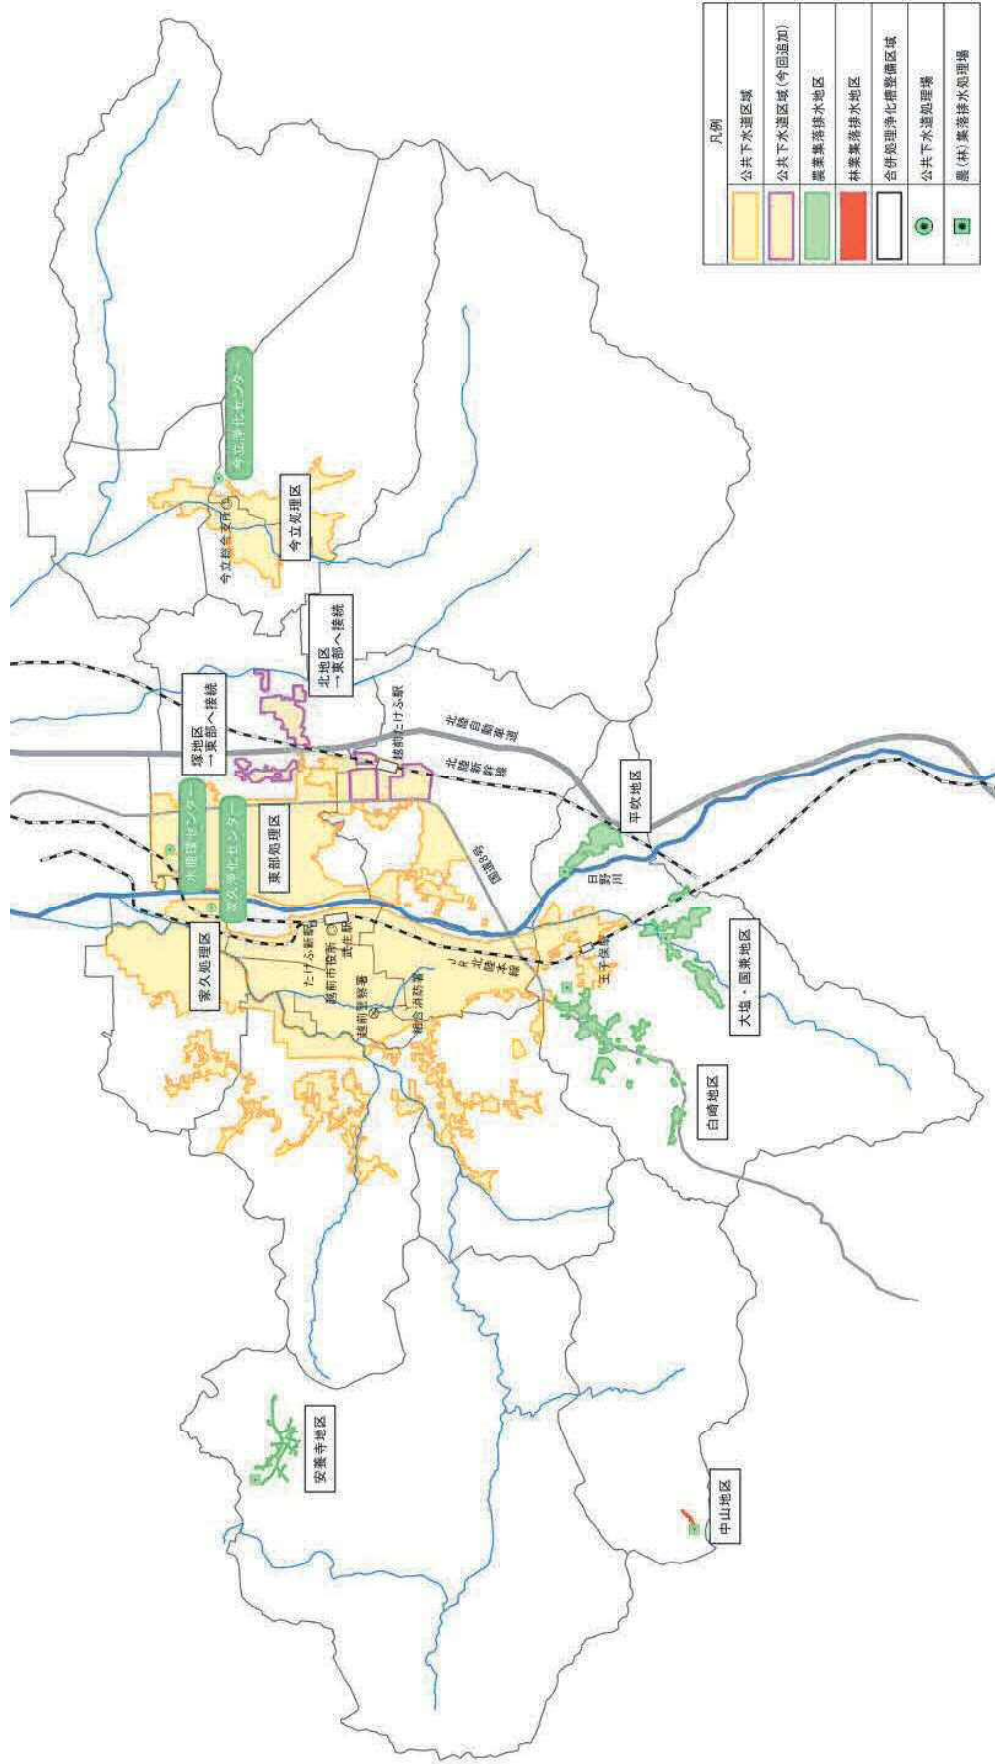 凡例
公共下水道区域
公共下水道区域(今回追加)
農業集落排水地区
林業集落排水地区
合併処理浄化槽整備区域
公共下水道処理場
農(林)集落排水処理場
今立浄化センター
今立総合支所
今立処理区
北地区
→東部へ接続
塚地区
→東部へ接続
越前たけふ駅
北陸自動車道
北陸新幹線
水循環センター
家久浄化センター
東部処理区
国道8号
平吹地区
日野川
家久処理区
たけふ新駅
越前市役所
武生駅
越前警察署
組合消防署
JR北陸本線
王子保駅
大塩・国兼地区
白崎地区
安養寺地区
中山地区